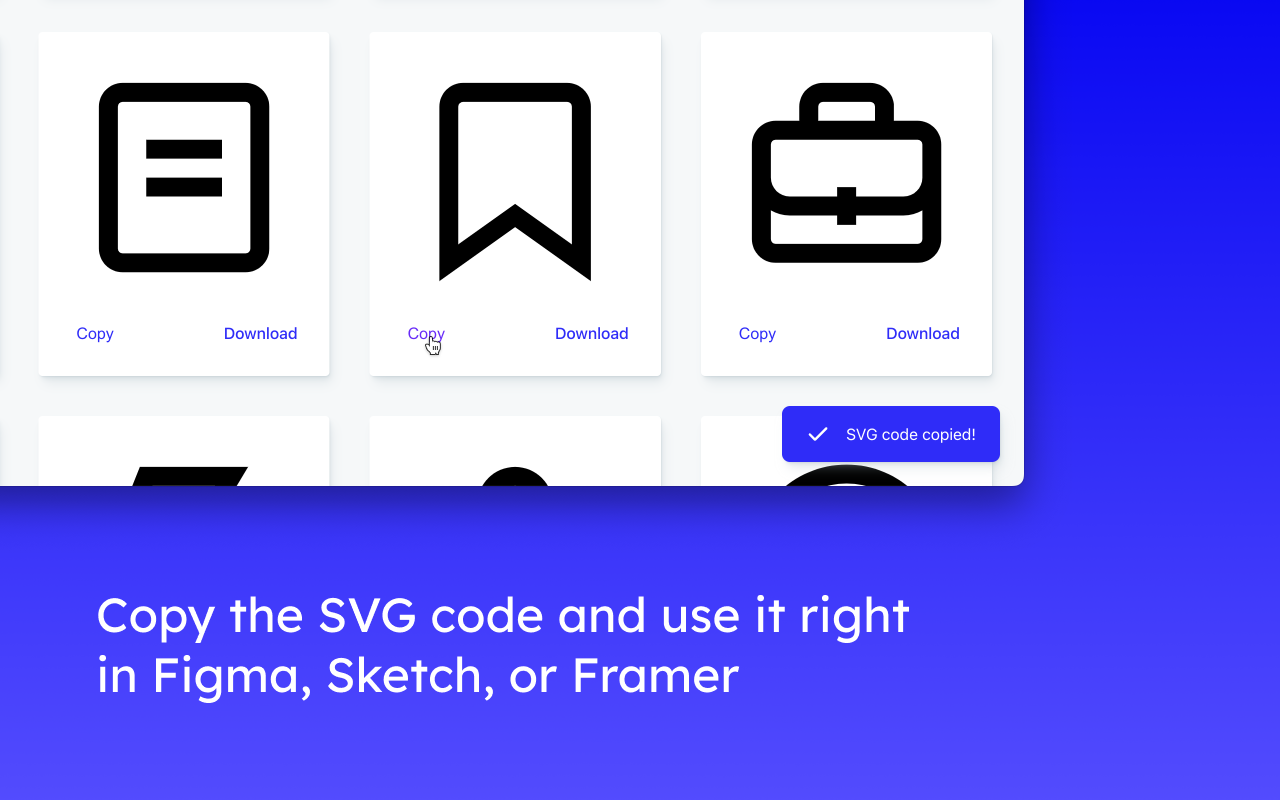 Copy
Download
Copy
Download
Copy
Download
SVG code copied!
Copy the SVG code and use it right
in Figma, Sketch, or Framer